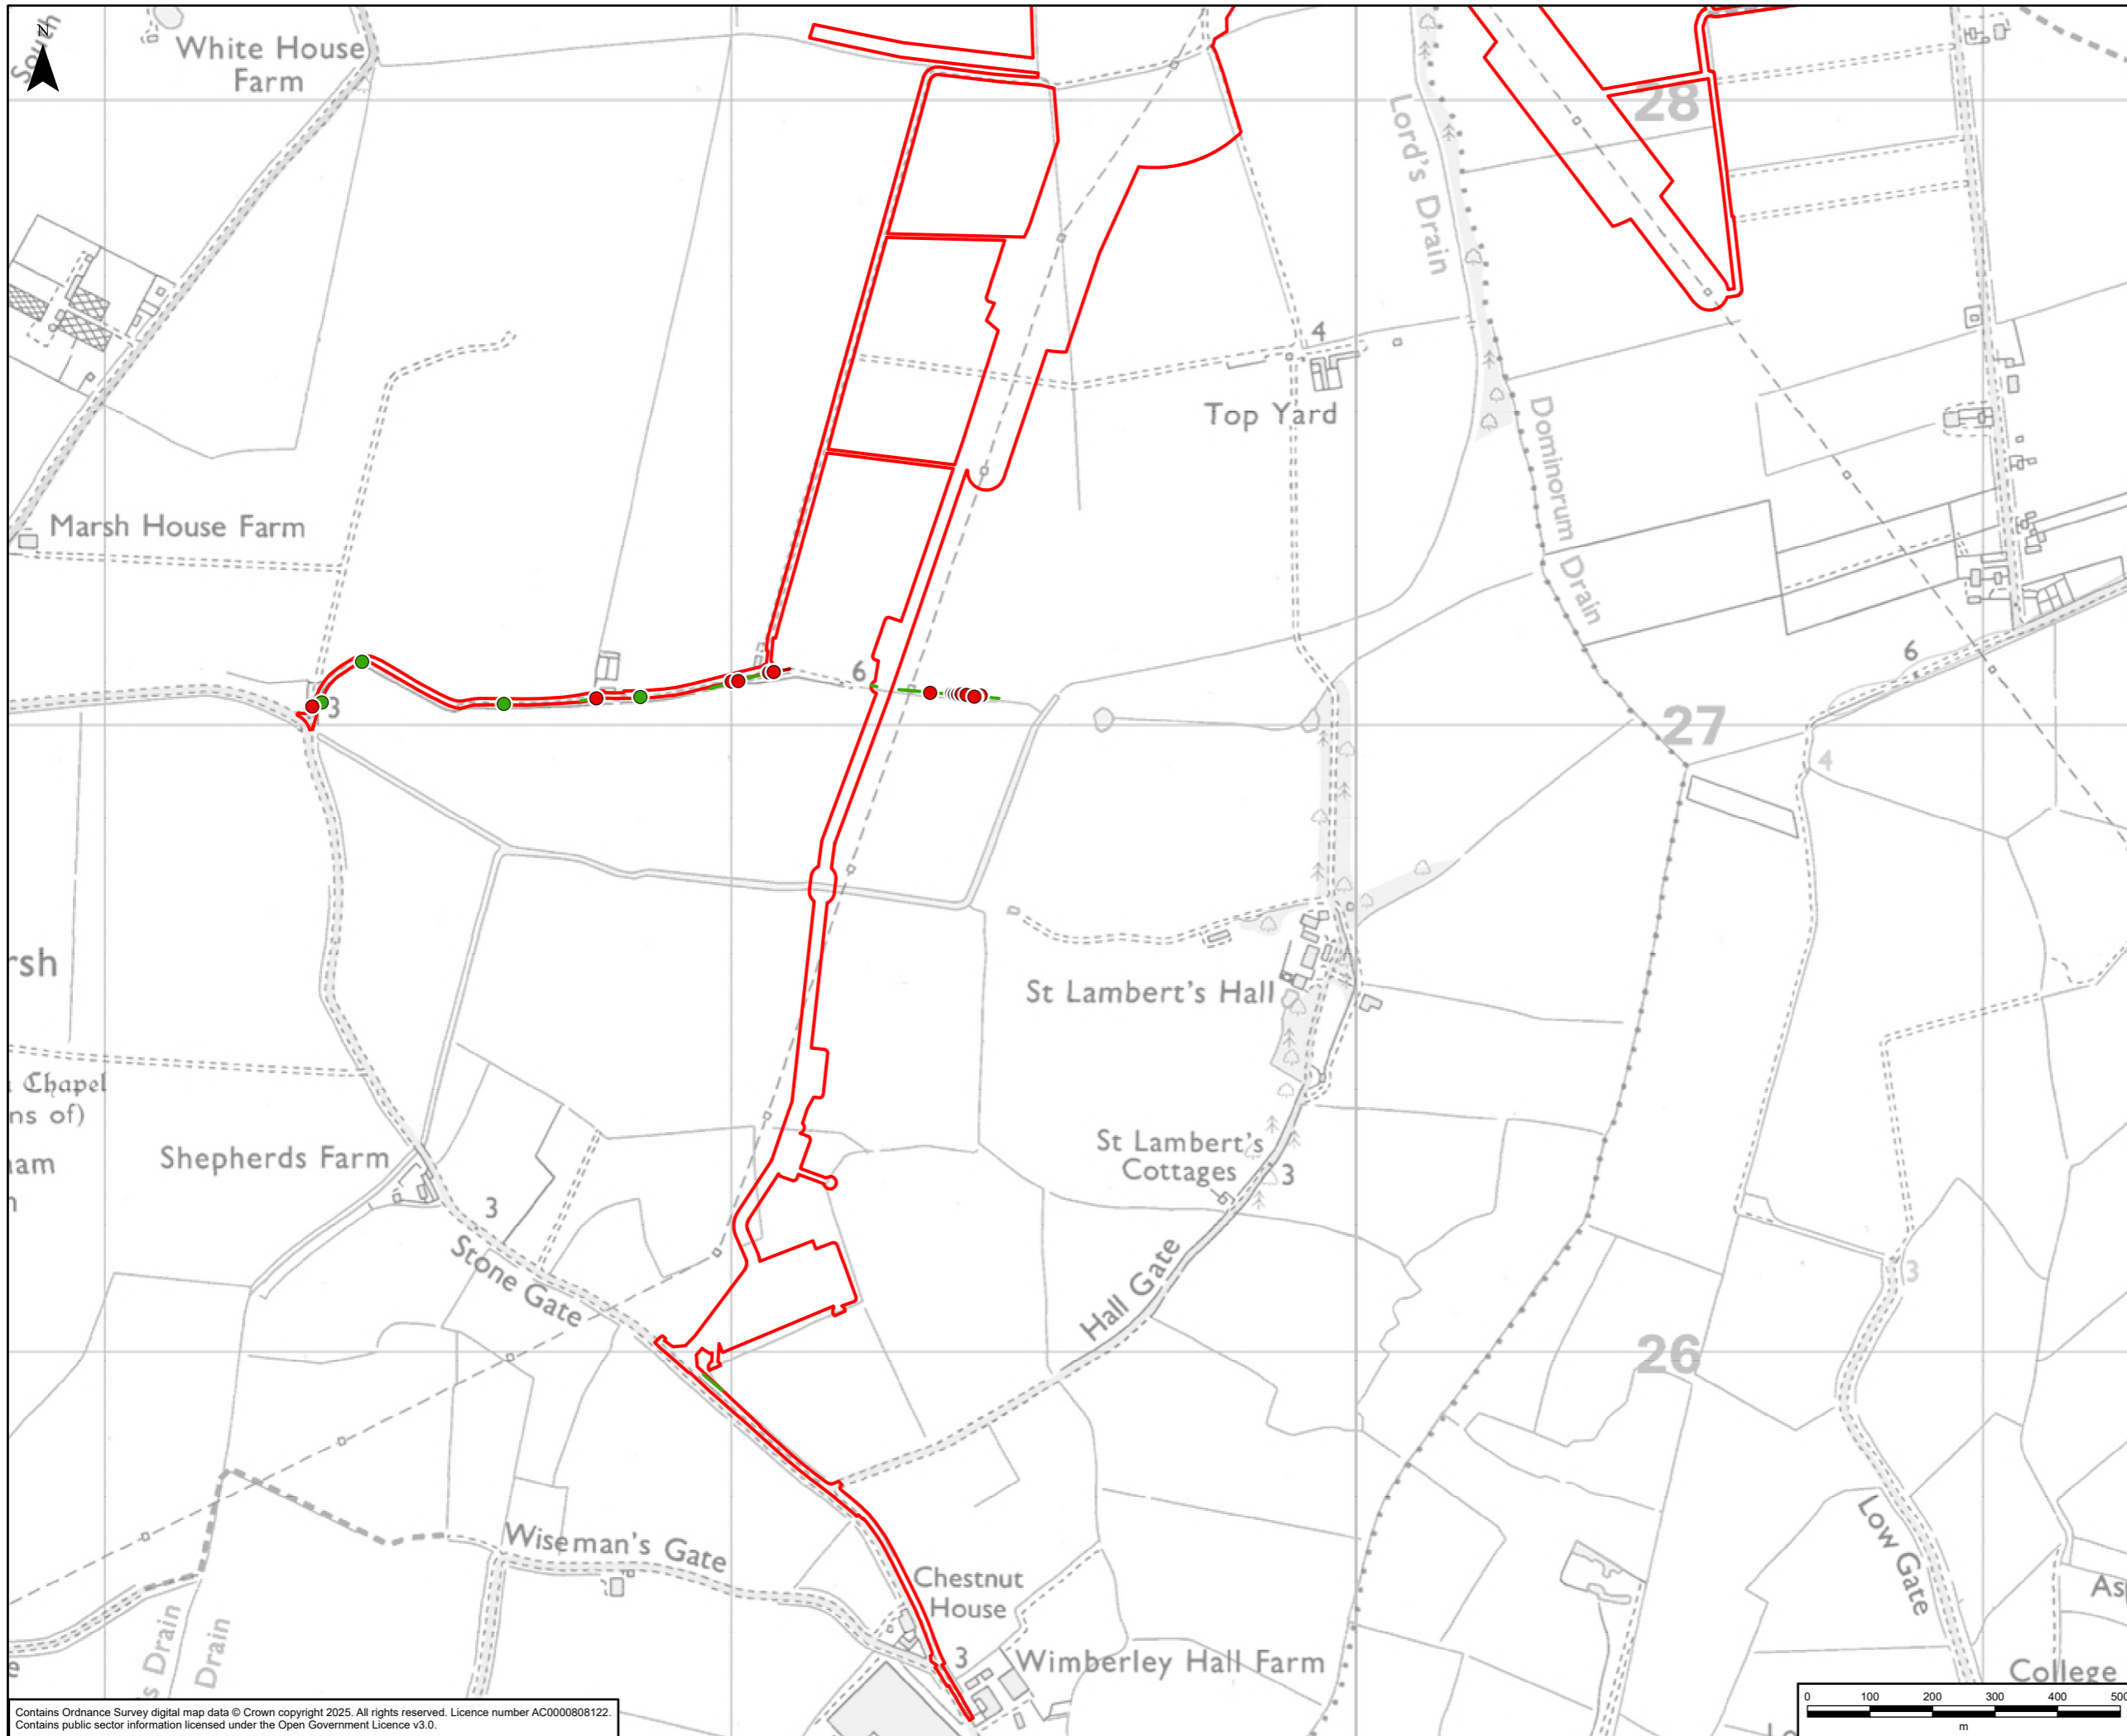 South
N
White House
Farm
28
Lord's Drain
4
Top Yard
Dominorum Drain
Marsh House Farm
6
6
3
27
4
rsh
St Lambert's Hall
Chapel
ns of)
am
Shepherds Farm
St Lambert's
Cottages
3
3
Stone Gate
Hall Gate
3
26
Low Gate
Wiseman's Gate
Chestnut
House
As
s Drain
Drain
3
Wimberley Hall Farm
College
Contains Ordnance Survey digital map data © Crown copyright 2025. All rights reserved. Licence number AC0000808122.
Contains public sector information licensed under the Open Government Licence v3.0.
0 100 200 300 400 500
m